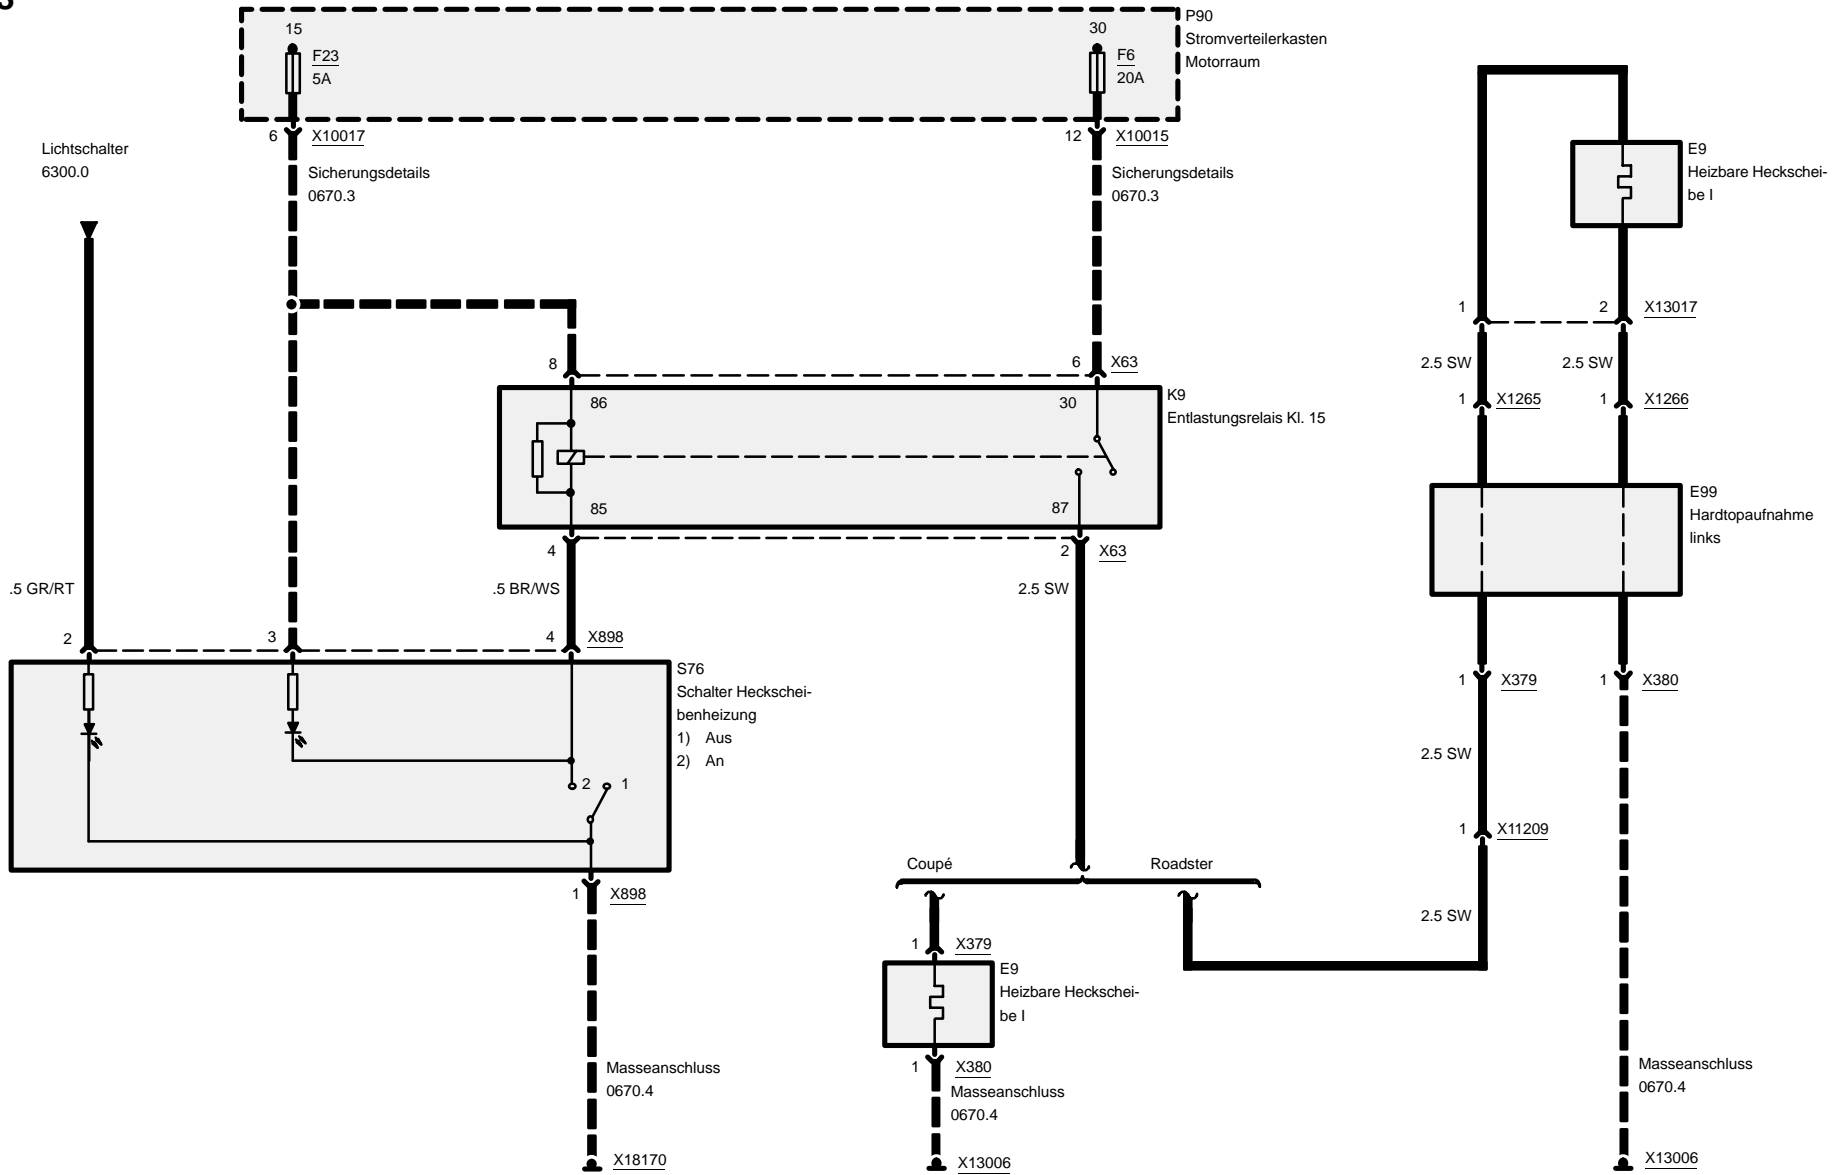 15
F23
5A
30
F6
20A
P90
Stromverteilerkasten
Motorraum
6
X10017
12
X10015
Lichtschalter
6300.0
Sicherungsdetails
0670.3
Sicherungsdetails
0670.3
E9
Heizbare Heckschei-
be I
1
2
X13017
2.5 SW
2.5 SW
8
6
X63
86
30
K9
Entlastungsrelais Kl. 15
85
87
4
2
X63
1
X1265
1
X1266
E99
Hardtopaufnahme
links
.5 GR/RT
.5 BR/WS
2.5 SW
2
3
4
X898
S76
Schalter Heckschei-
benheizung
1) Aus
2) An
2
1
1
X379
1
X380
2.5 SW
1
X11209
Coupé
Roadster
1
X898
2.5 SW
1
X379
E9
Heizbare Heckschei-
be I
1
X380
Masseanschluss
0670.4
Masseanschluss
0670.4
Masseanschluss
0670.4
X18170
X13006
X13006